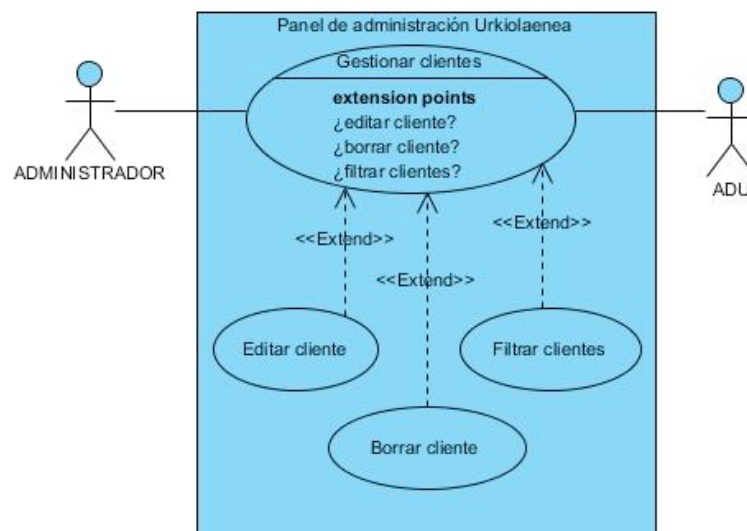 Panel de administración Urkiolaenea
Gestionar clientes
extension points
¿editar cliente?
¿borrar cliente?
¿filtrar clientes?
ADMINISTRADOR
ADU
<<Extend>>
<<Extend>>
<<Extend>>
Editar cliente
Filtrar clientes
Borrar cliente